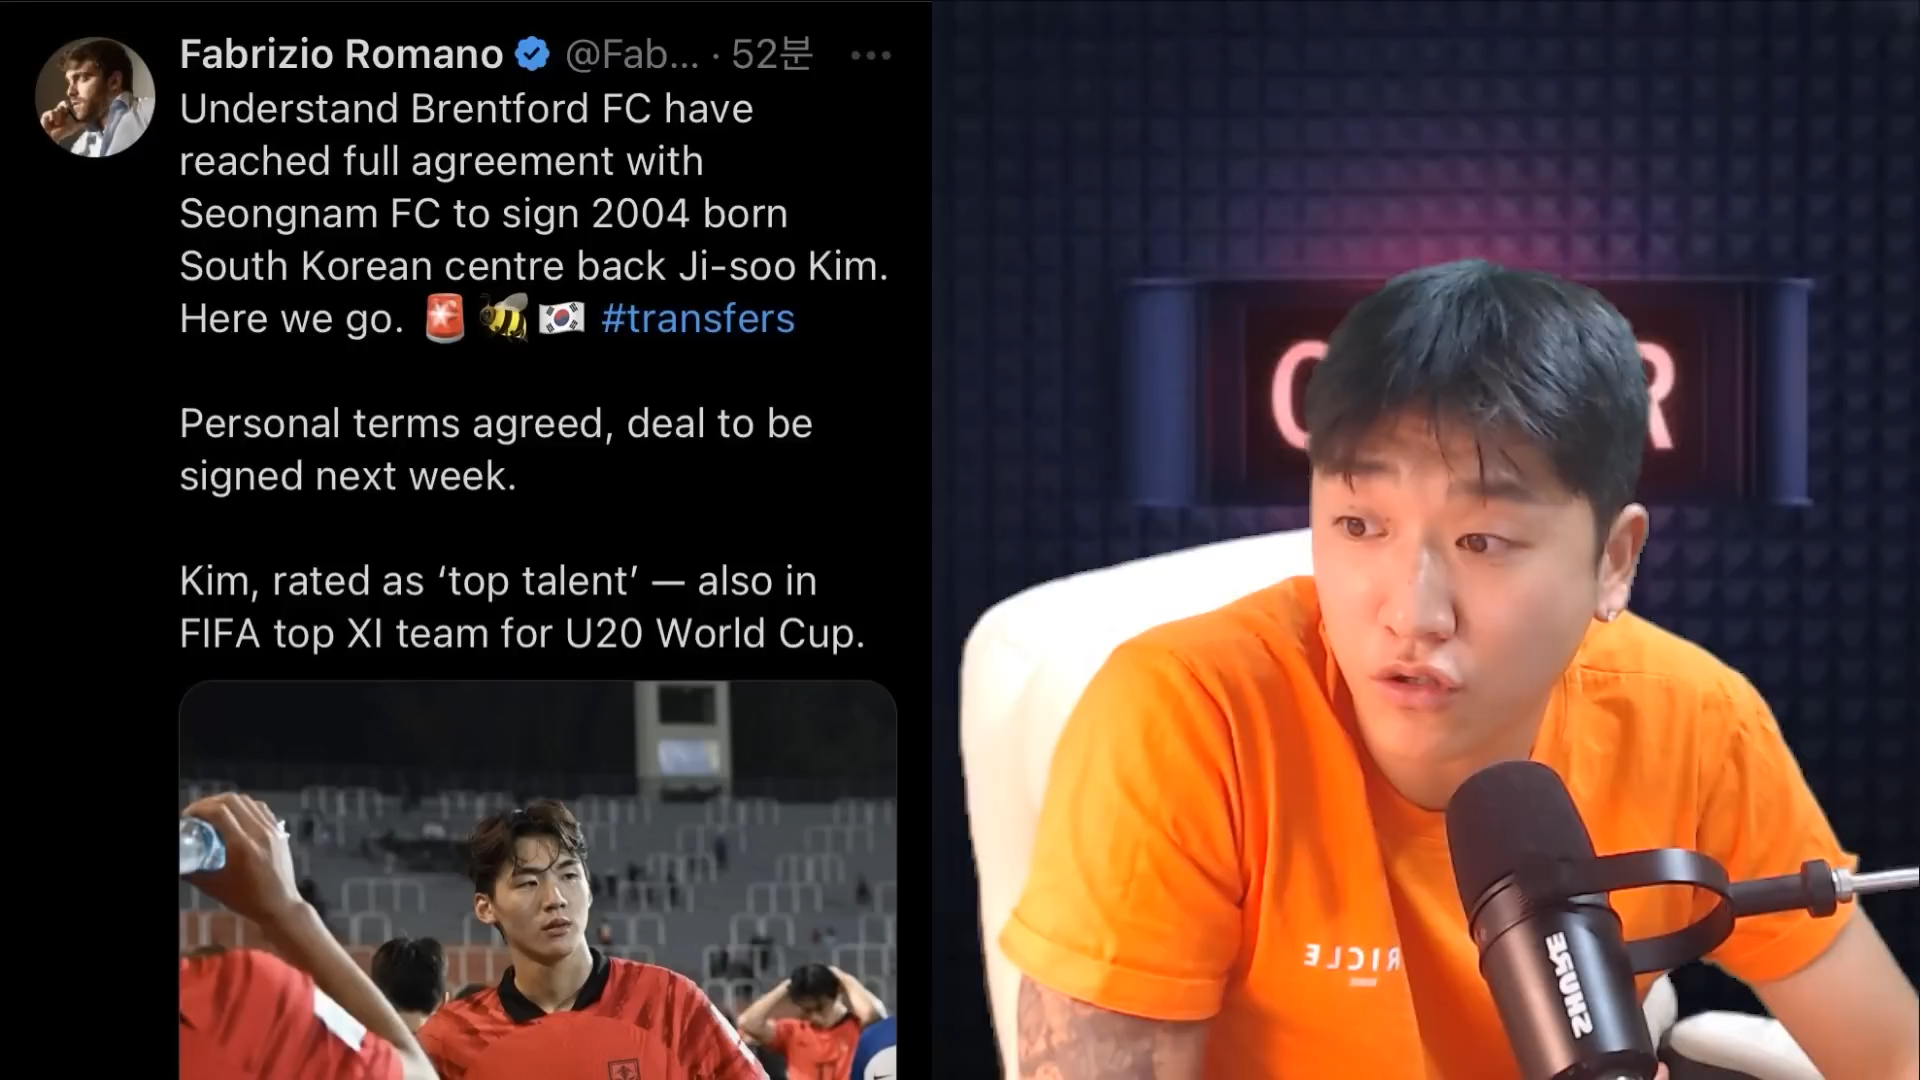 Fabrizio Romano @Fab... · 52분
Understand Brentford FC have
reached full agreement with
Seongnam FC to sign 2004 born
South Korean centre back Ji-soo Kim.
Here we go. 🚨🐝🇰🇷 #transfers
Personal terms agreed, deal to be
signed next week.
Kim, rated as ‘top talent’ — also in
FIFA top XI team for U20 World Cup.
SHURE